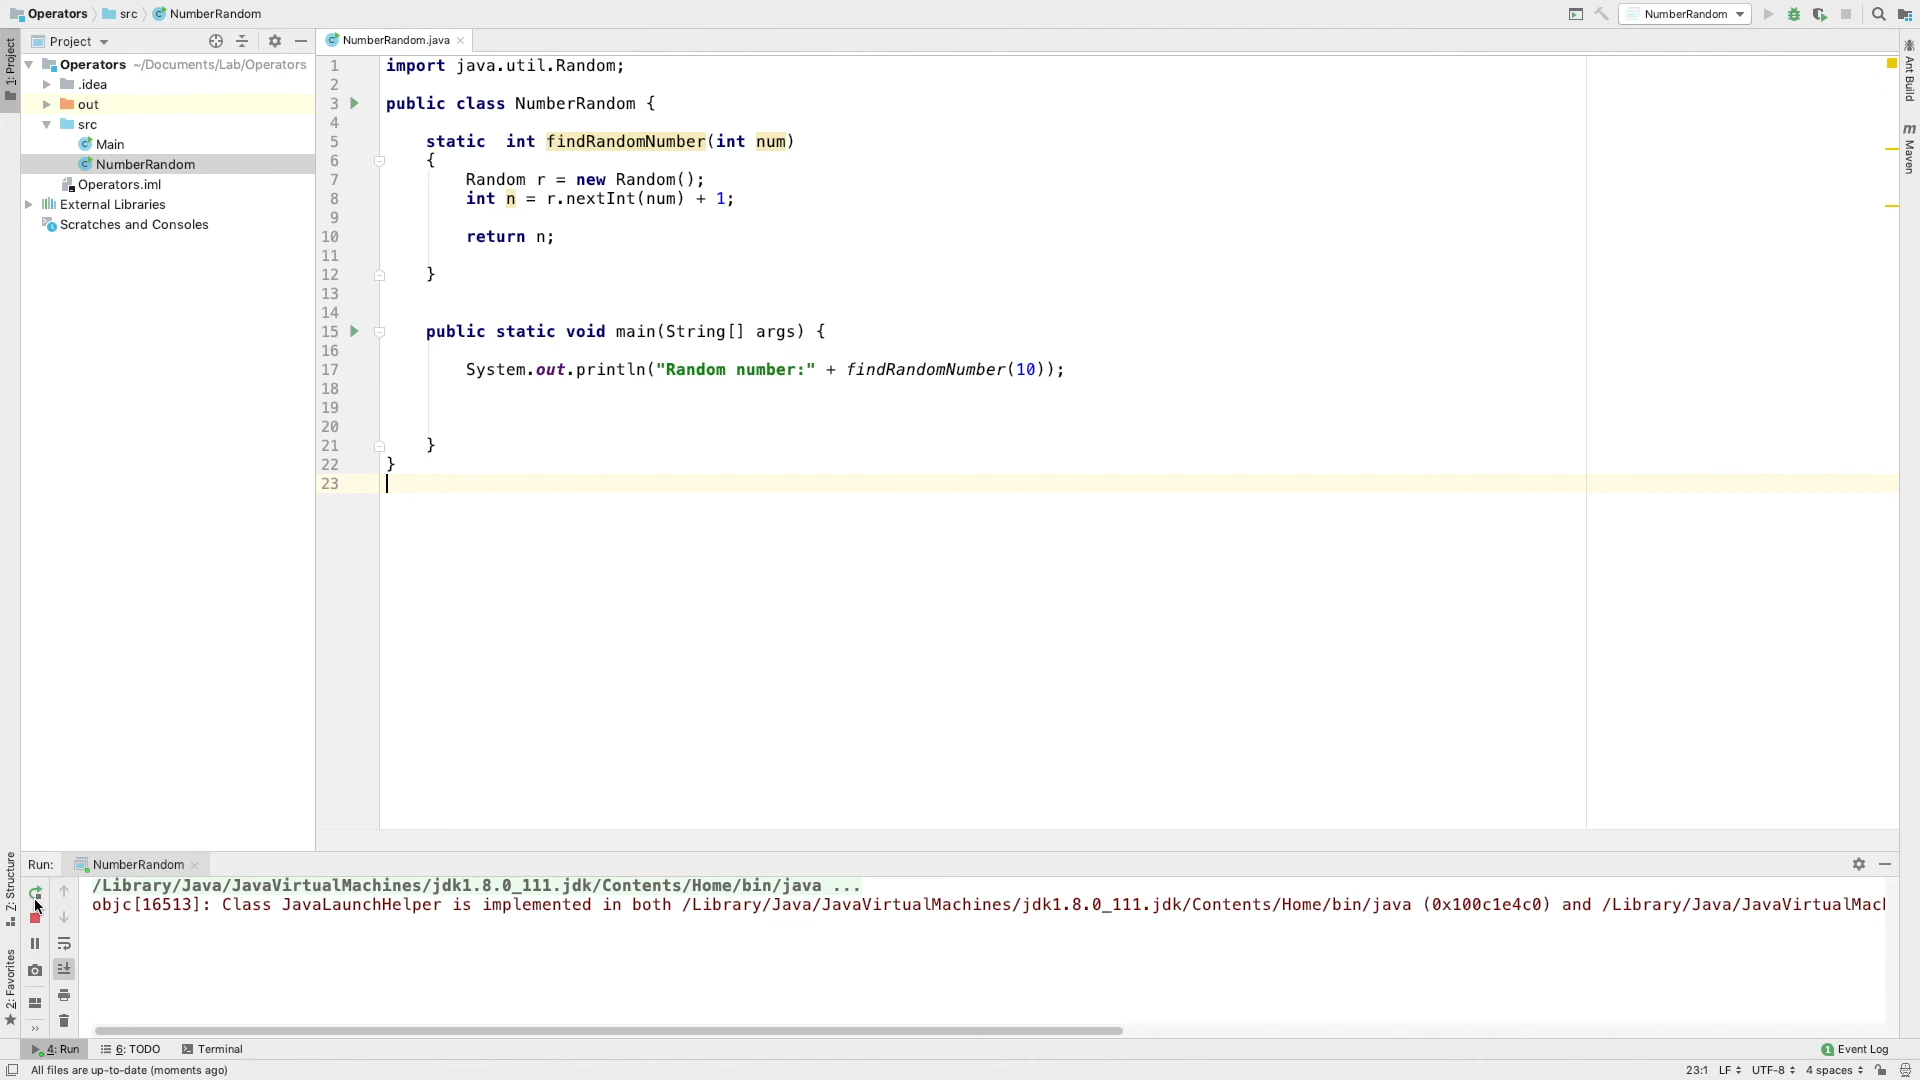 Operators src NumberRandom NumberRandom
Project NumberRandom.java
1: Project
Operators ~/Documents/Lab/Operators
.idea
out
src
Main
NumberRandom
Operators.iml
External Libraries
Scratches and Consoles
1 import java.util.Random;
2
3 public class NumberRandom {
4
5 static int findRandomNumber(int num)
6 {
7 Random r = new Random();
8 int n = r.nextInt(num) + 1;
9
10 return n;
11
12 }
13
14
15 public static void main(String[] args) {
16
17 System.out.println("Random number:" + findRandomNumber(10));
18
19
20
21 }
22 }
23
Ant Build
m Maven
7: Structure
2: Favorites
Run: NumberRandom
/Library/Java/JavaVirtualMachines/jdk1.8.0_111.jdk/Contents/Home/bin/java ...
objc[16513]: Class JavaLaunchHelper is implemented in both /Library/Java/JavaVirtualMachines/jdk1.8.0_111.jdk/Contents/Home/bin/java (0x100c1e4c0) and /Library/Java/JavaVirtualMacl
4: Run 6: TODO Terminal 1 Event Log
All files are up-to-date (moments ago) 23:1 LF UTF-8 4 spaces